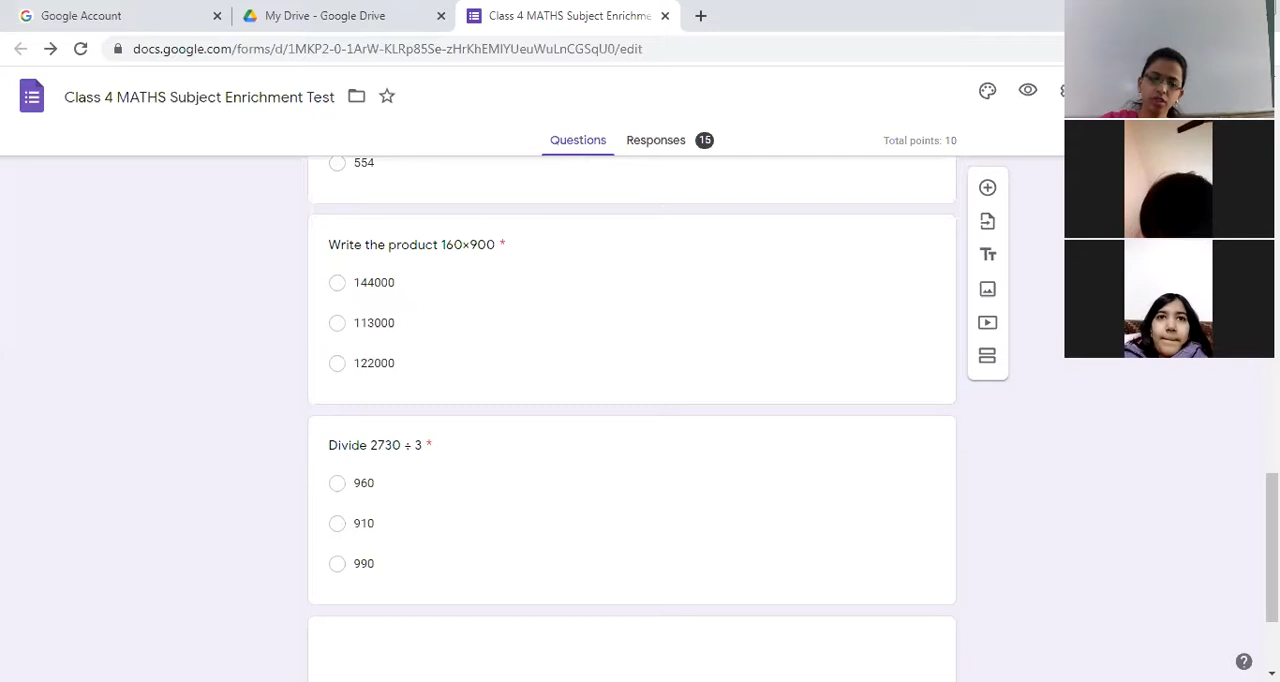 Google Account
My Drive - Google Drive
Class 4 MATHS Subject Enrichme
docs.google.com/forms/d/1MKP2-0-1ArW-KLRp85Se-zHrKhEMIYUeuWuLnCGSqU0/edit
Class 4 MATHS Subject Enrichment Test
Questions
Responses 15
Total points: 10
554
Write the product 160×900 *
144000
113000
122000
Divide 2730 ÷ 3 *
960
910
990